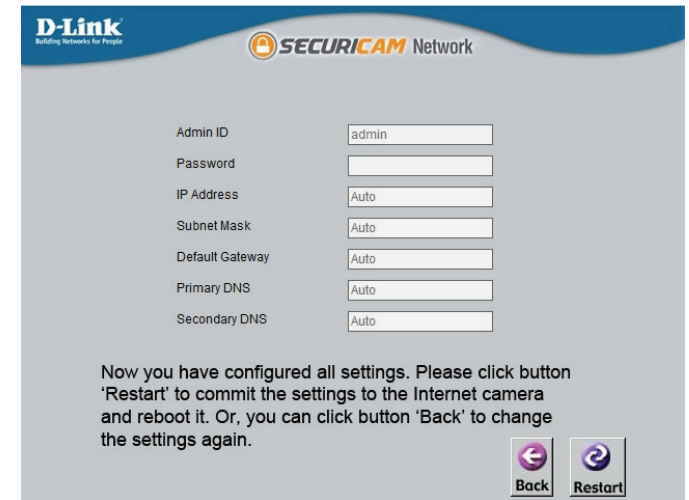 D-Link
Building Networks for People
SECURICAM Network
Admin ID admin
Password
IP Address Auto
Subnet Mask Auto
Default Gateway Auto
Primary DNS Auto
Secondary DNS Auto
Now you have configured all settings. Please click button
‘Restart’ to commit the settings to the Internet camera
and reboot it. Or, you can click button ‘Back’ to change
the settings again.
Back Restart